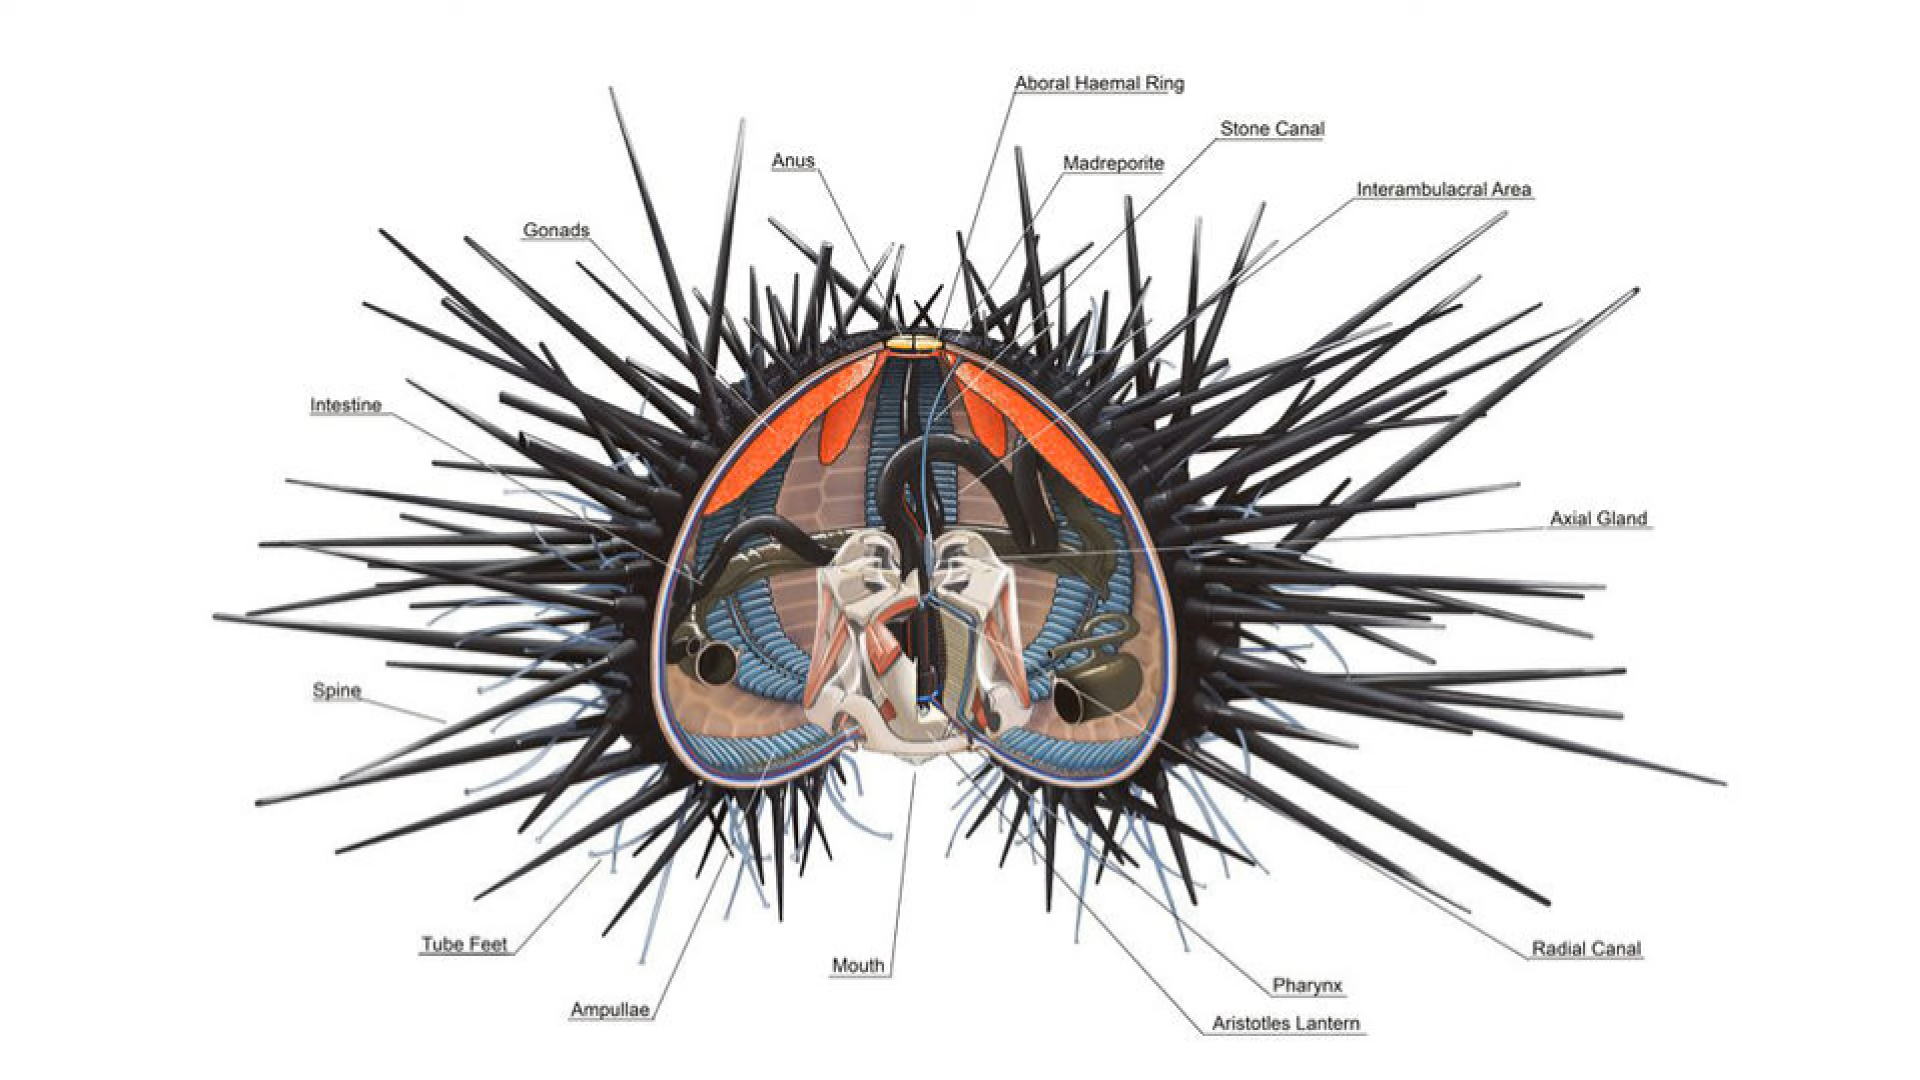 Aboral Haemal Ring
Stone Canal
Anus
Madreporite
Interambulacral Area
Gonads
Intestine
Axial Gland
Spine
Tube Feet
Radial Canal
Mouth
Pharynx
Ampullae
Aristotles Lantern